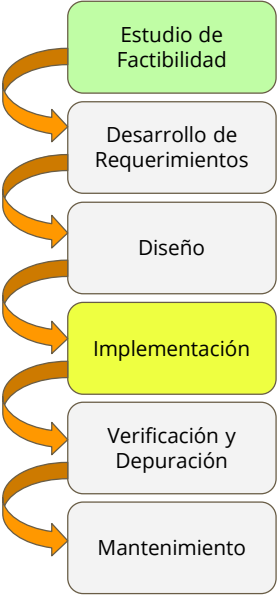 Estudio de
Factibilidad
Desarrollo de
Requerimientos
Diseño
Implementación
Verificación y
Depuración
Mantenimiento